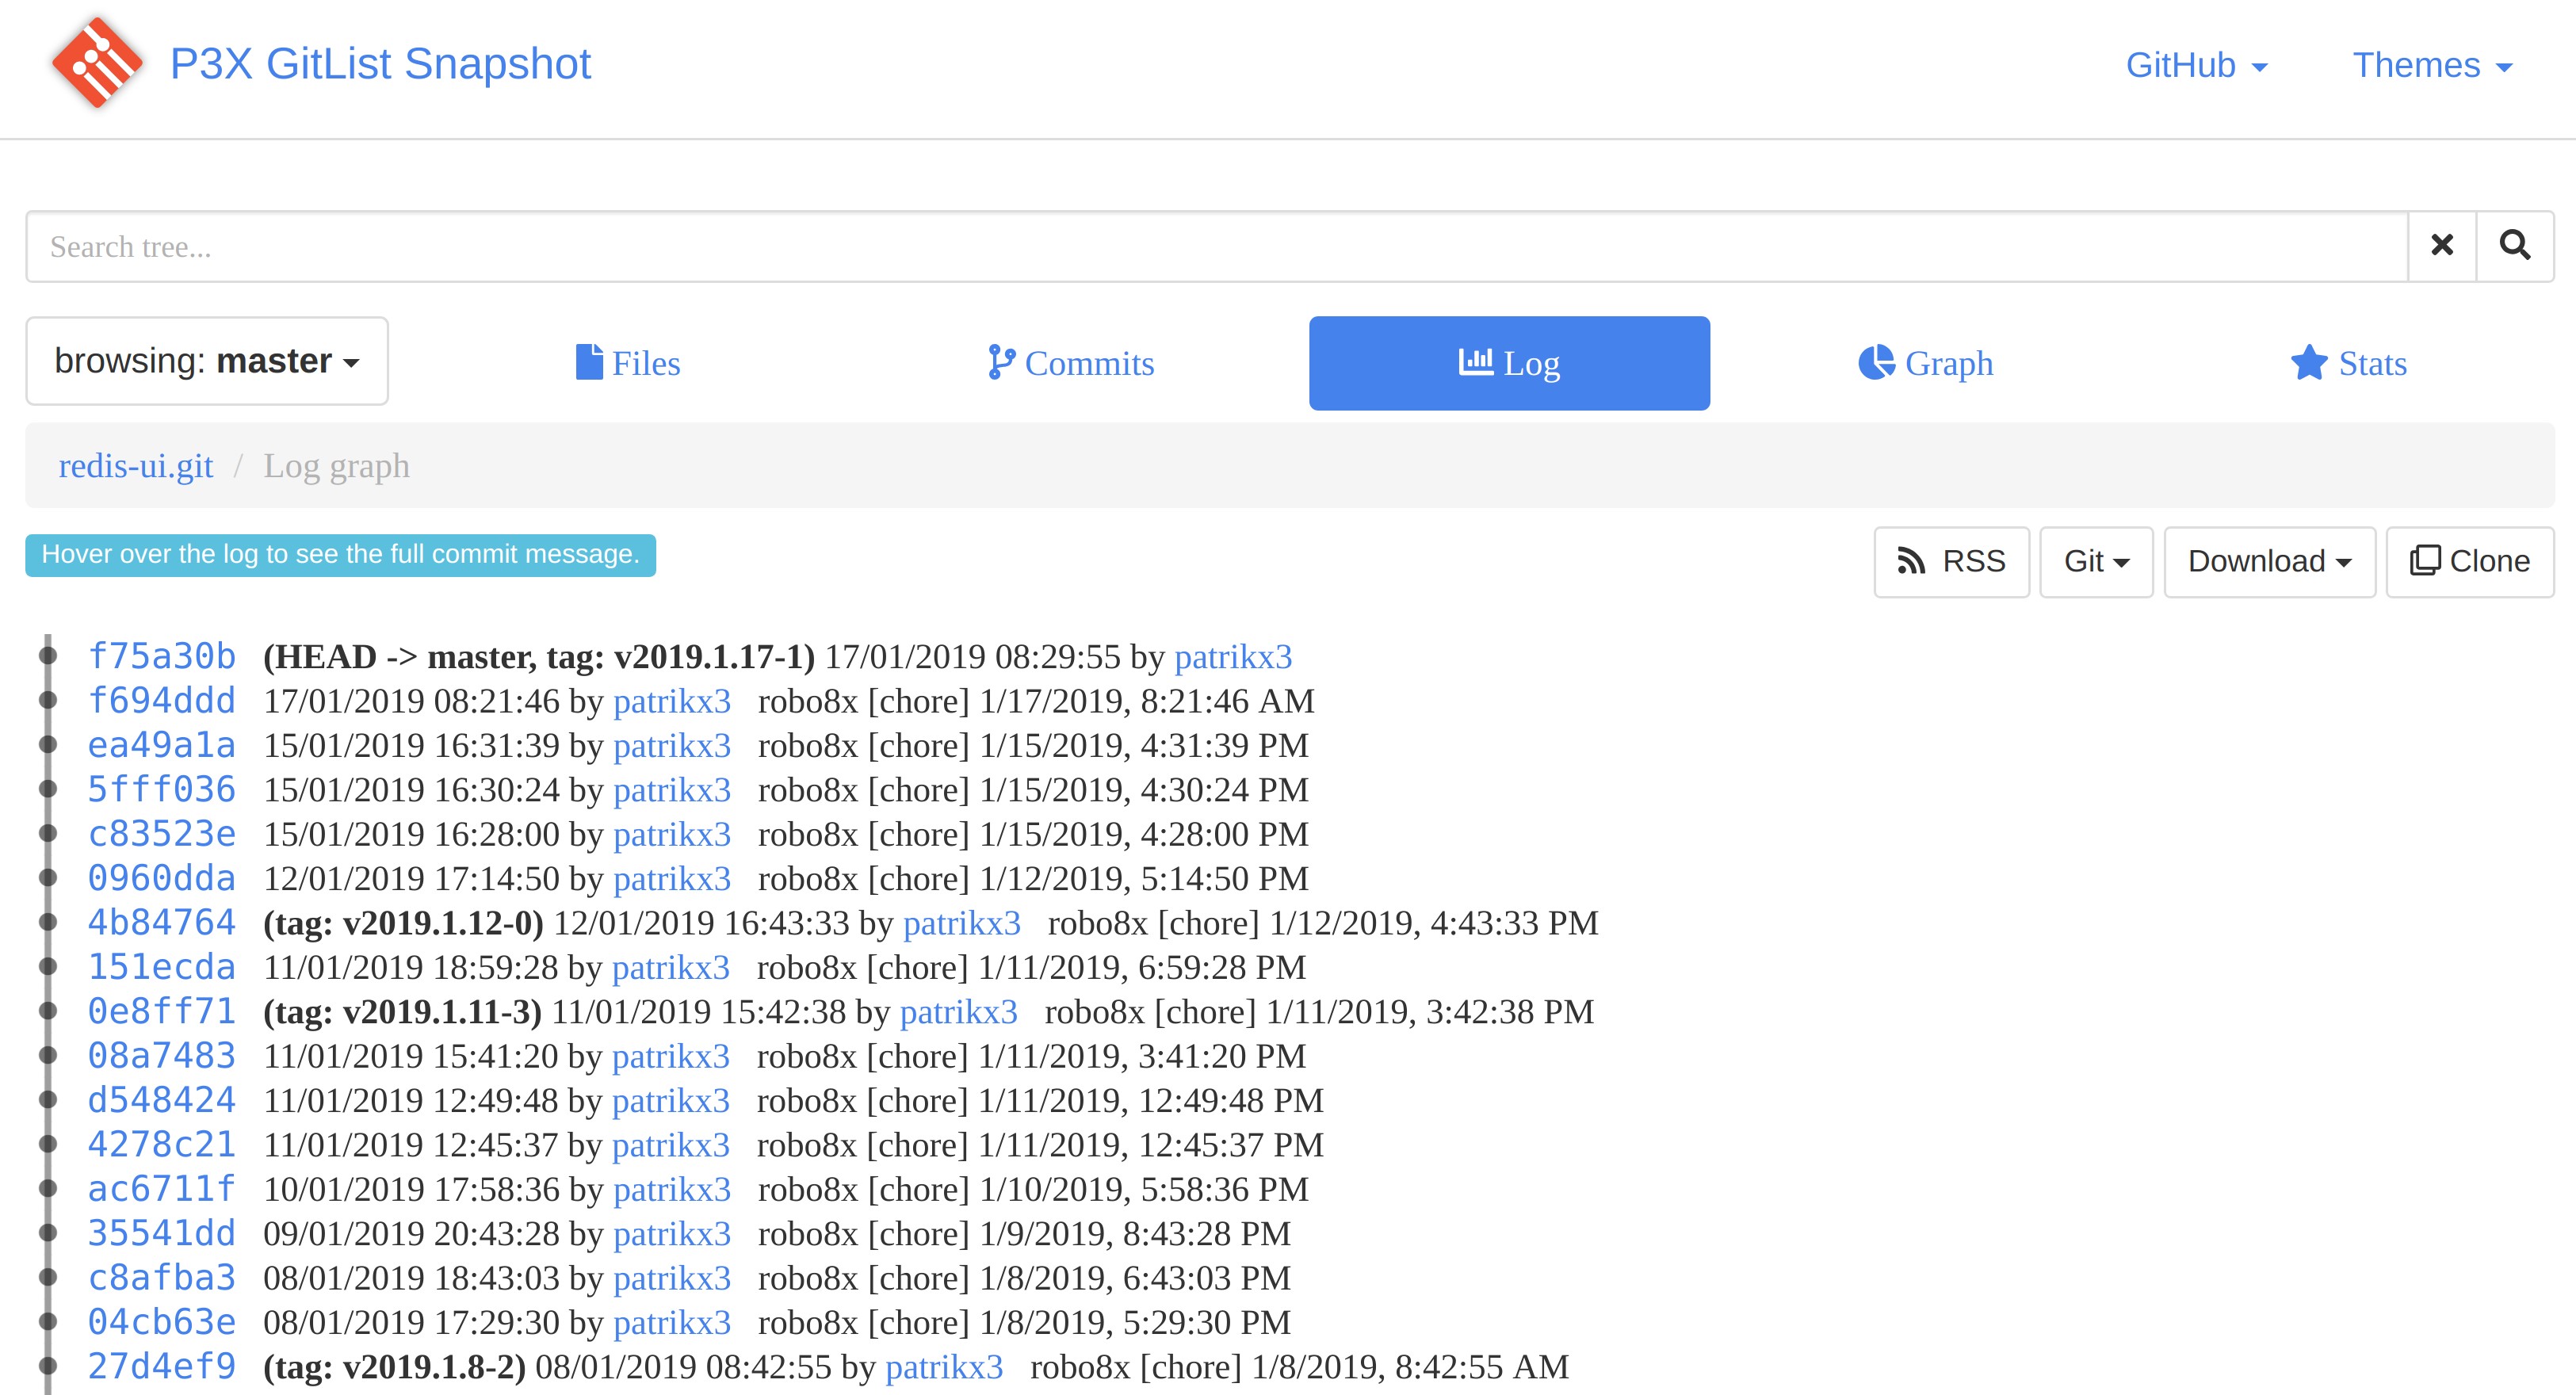 P3X GitList Snapshot GitHub Themes
Search tree...
browsing: master Files Commits Log Graph Stats
redis-ui.git / Log graph
Hover over the log to see the full commit message. RSS Git Download Clone
f75a30b (HEAD -> master, tag: v2019.1.17-1) 17/01/2019 08:29:55 by patrikx3
f694ddd 17/01/2019 08:21:46 by patrikx3 robo8x [chore] 1/17/2019, 8:21:46 AM
ea49a1a 15/01/2019 16:31:39 by patrikx3 robo8x [chore] 1/15/2019, 4:31:39 PM
5fff036 15/01/2019 16:30:24 by patrikx3 robo8x [chore] 1/15/2019, 4:30:24 PM
c83523e 15/01/2019 16:28:00 by patrikx3 robo8x [chore] 1/15/2019, 4:28:00 PM
0960dda 12/01/2019 17:14:50 by patrikx3 robo8x [chore] 1/12/2019, 5:14:50 PM
4b84764 (tag: v2019.1.12-0) 12/01/2019 16:43:33 by patrikx3 robo8x [chore] 1/12/2019, 4:43:33 PM
151ecda 11/01/2019 18:59:28 by patrikx3 robo8x [chore] 1/11/2019, 6:59:28 PM
0e8ff71 (tag: v2019.1.11-3) 11/01/2019 15:42:38 by patrikx3 robo8x [chore] 1/11/2019, 3:42:38 PM
08a7483 11/01/2019 15:41:20 by patrikx3 robo8x [chore] 1/11/2019, 3:41:20 PM
d548424 11/01/2019 12:49:48 by patrikx3 robo8x [chore] 1/11/2019, 12:49:48 PM
4278c21 11/01/2019 12:45:37 by patrikx3 robo8x [chore] 1/11/2019, 12:45:37 PM
ac6711f 10/01/2019 17:58:36 by patrikx3 robo8x [chore] 1/10/2019, 5:58:36 PM
35541dd 09/01/2019 20:43:28 by patrikx3 robo8x [chore] 1/9/2019, 8:43:28 PM
c8afba3 08/01/2019 18:43:03 by patrikx3 robo8x [chore] 1/8/2019, 6:43:03 PM
04cb63e 08/01/2019 17:29:30 by patrikx3 robo8x [chore] 1/8/2019, 5:29:30 PM
27d4ef9 (tag: v2019.1.8-2) 08/01/2019 08:42:55 by patrikx3 robo8x [chore] 1/8/2019, 8:42:55 AM